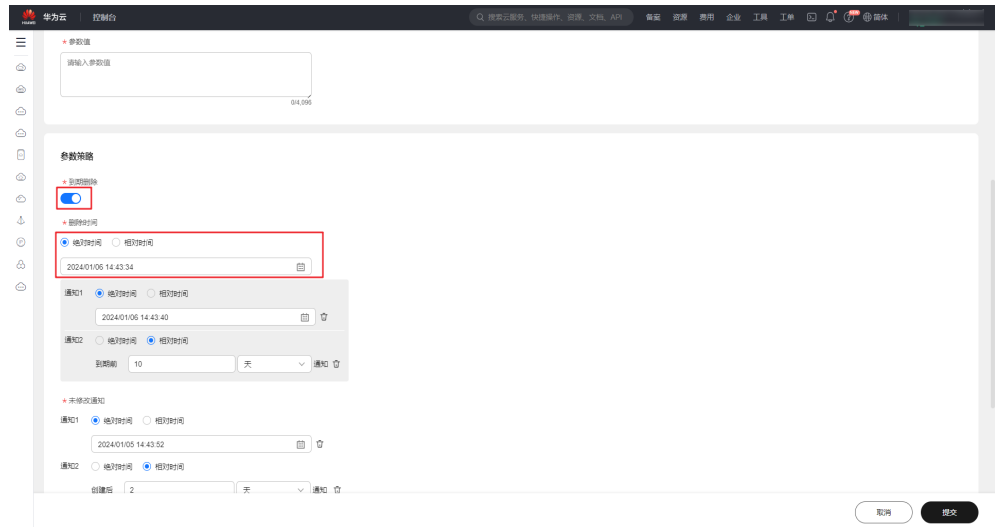 HUAWEI 华为云 控制台 搜索云服务、快捷操作、资源、文档、API 备案 资源 费用 企业 工具 工单 简体
* 参数值
请输入参数值
0/4,096
参数策略
* 到期删除
* 删除时间
绝对时间 相对时间
2024/01/06 14:43:34
通知1 绝对时间 相对时间
2024/01/06 14:43:40
通知2 绝对时间 相对时间
到期前 10 天 通知
* 未修改通知
通知1 绝对时间 相对时间
2024/01/05 14:43:52
通知2 绝对时间 相对时间
创建后 2 天 通知
取消 提交